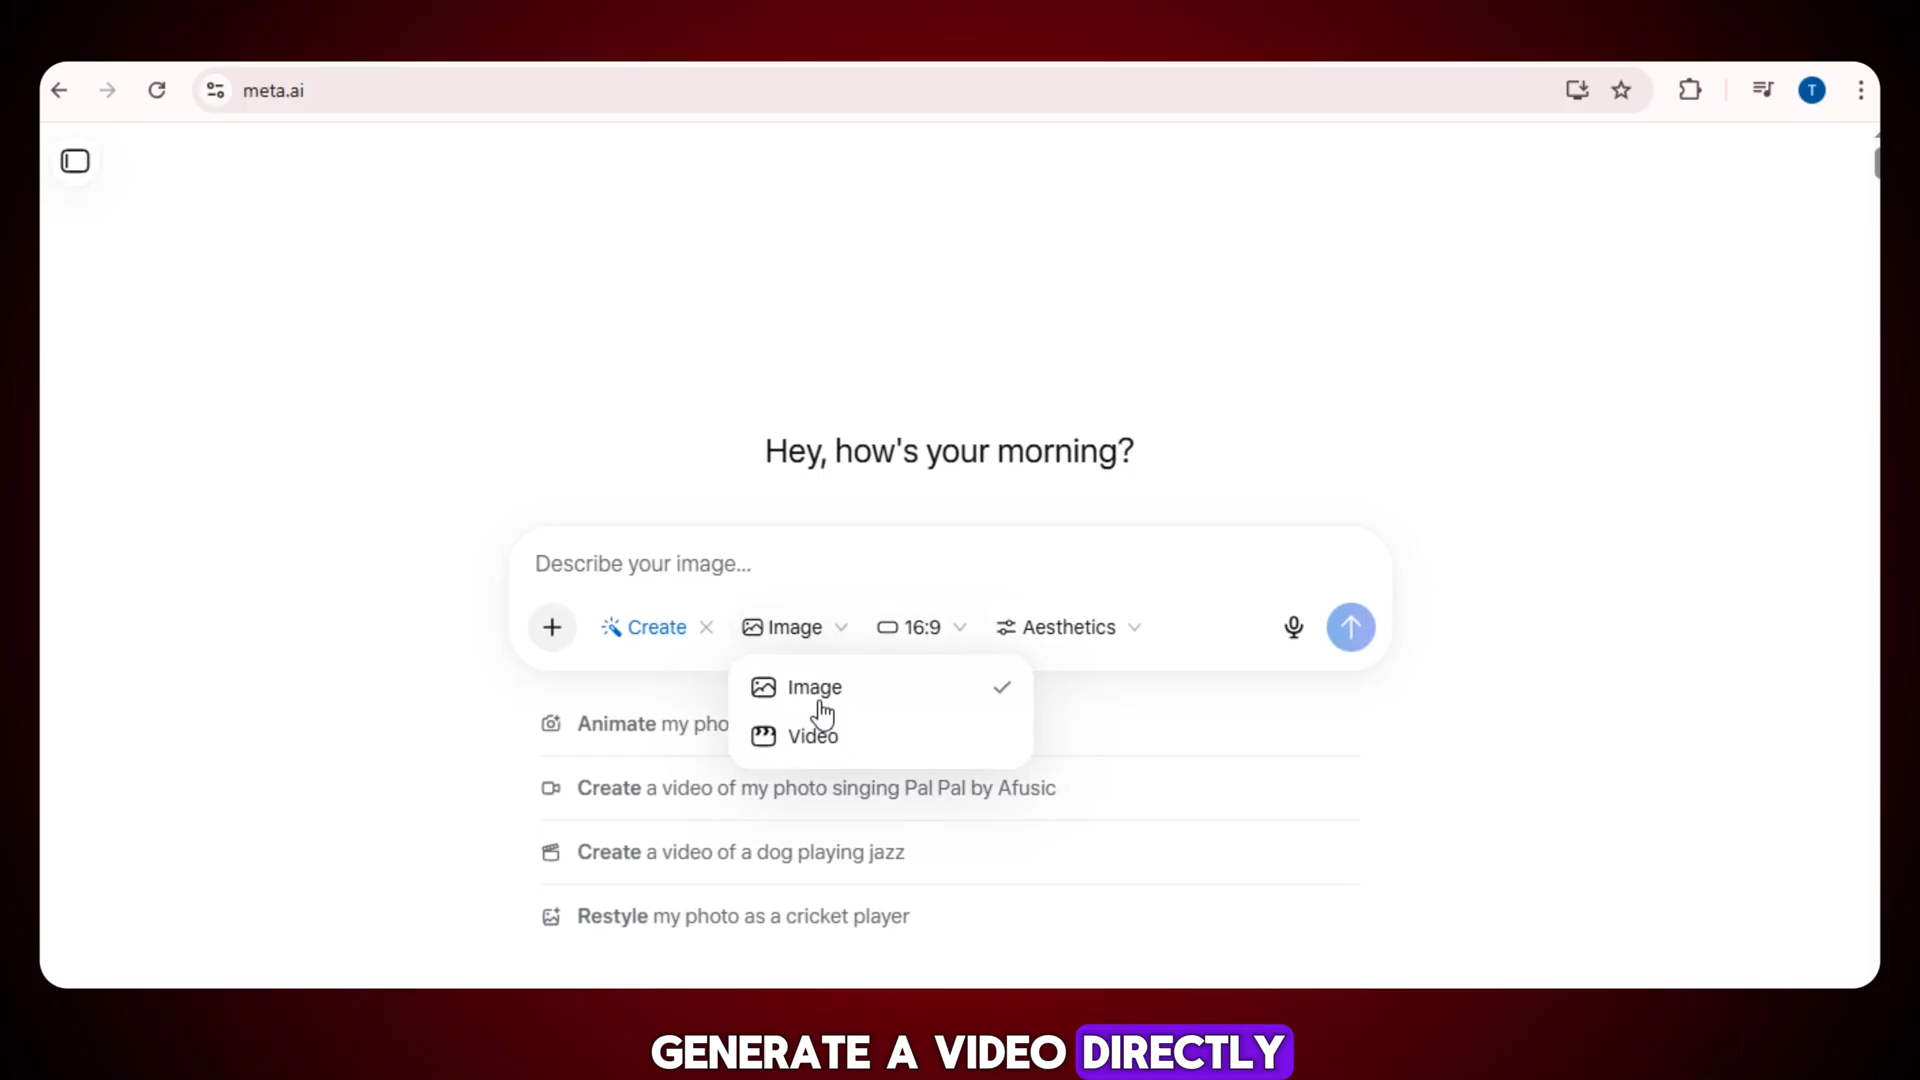 meta.ai
T
Hey, how's your morning?
Describe your image...
Create
Image
16:9
Aesthetics
Image
Video
Animate my pho
Create a video of my photo singing Pal Pal by Afusic
Create a video of a dog playing jazz
Restyle my photo as a cricket player
GENERATE A VIDEO DIRECTLY